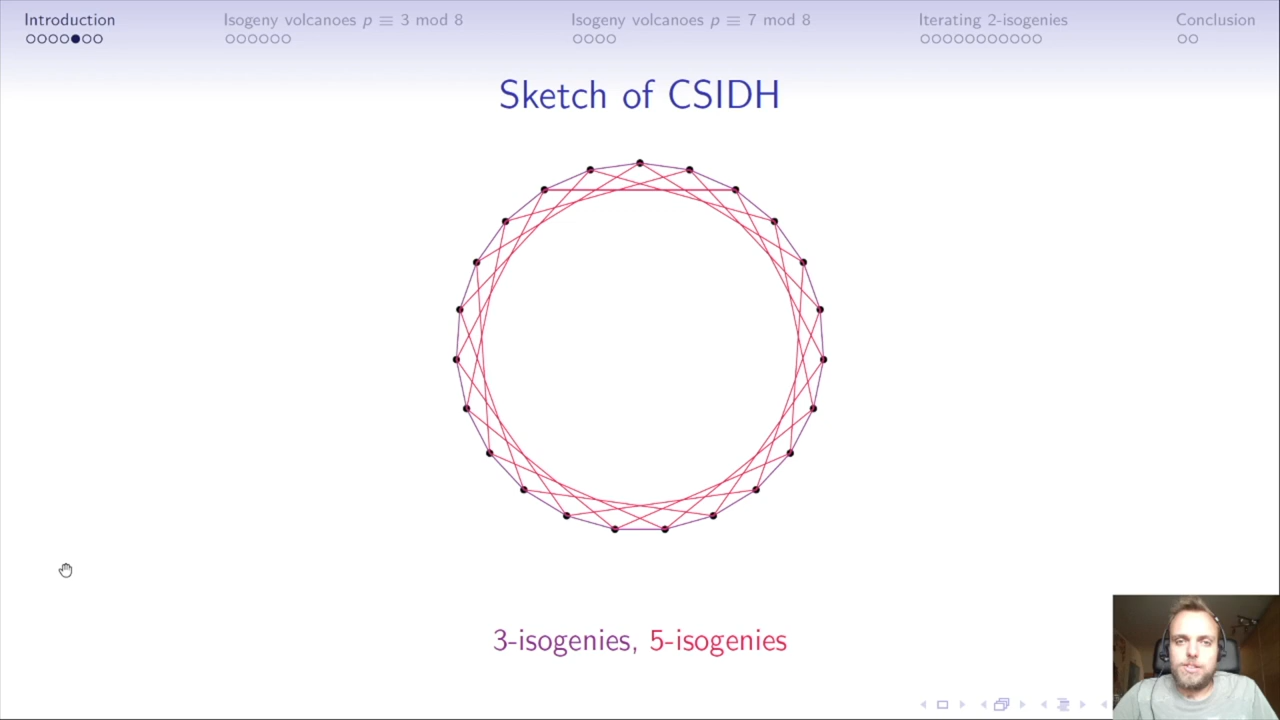 Introduction
Isogeny volcanoes p ≡ 3 mod 8
Isogeny volcanoes p ≡ 7 mod 8
Iterating 2-isogenies
Conclusion
Sketch of CSIDH
3-isogenies, 5-isogenies